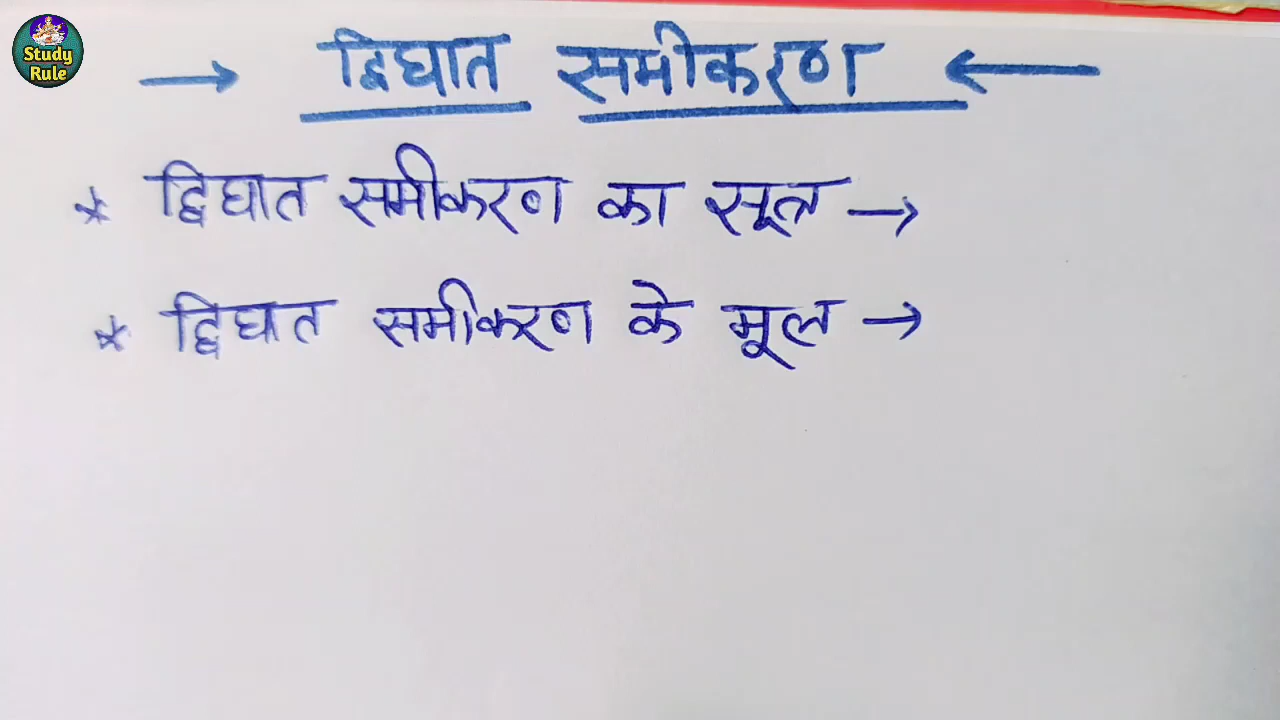 Study
Rule
→ द्विघात समीकरण ←
* द्विघात समीकरण का सूत्र →
* द्विघात समीकरण के मूल →